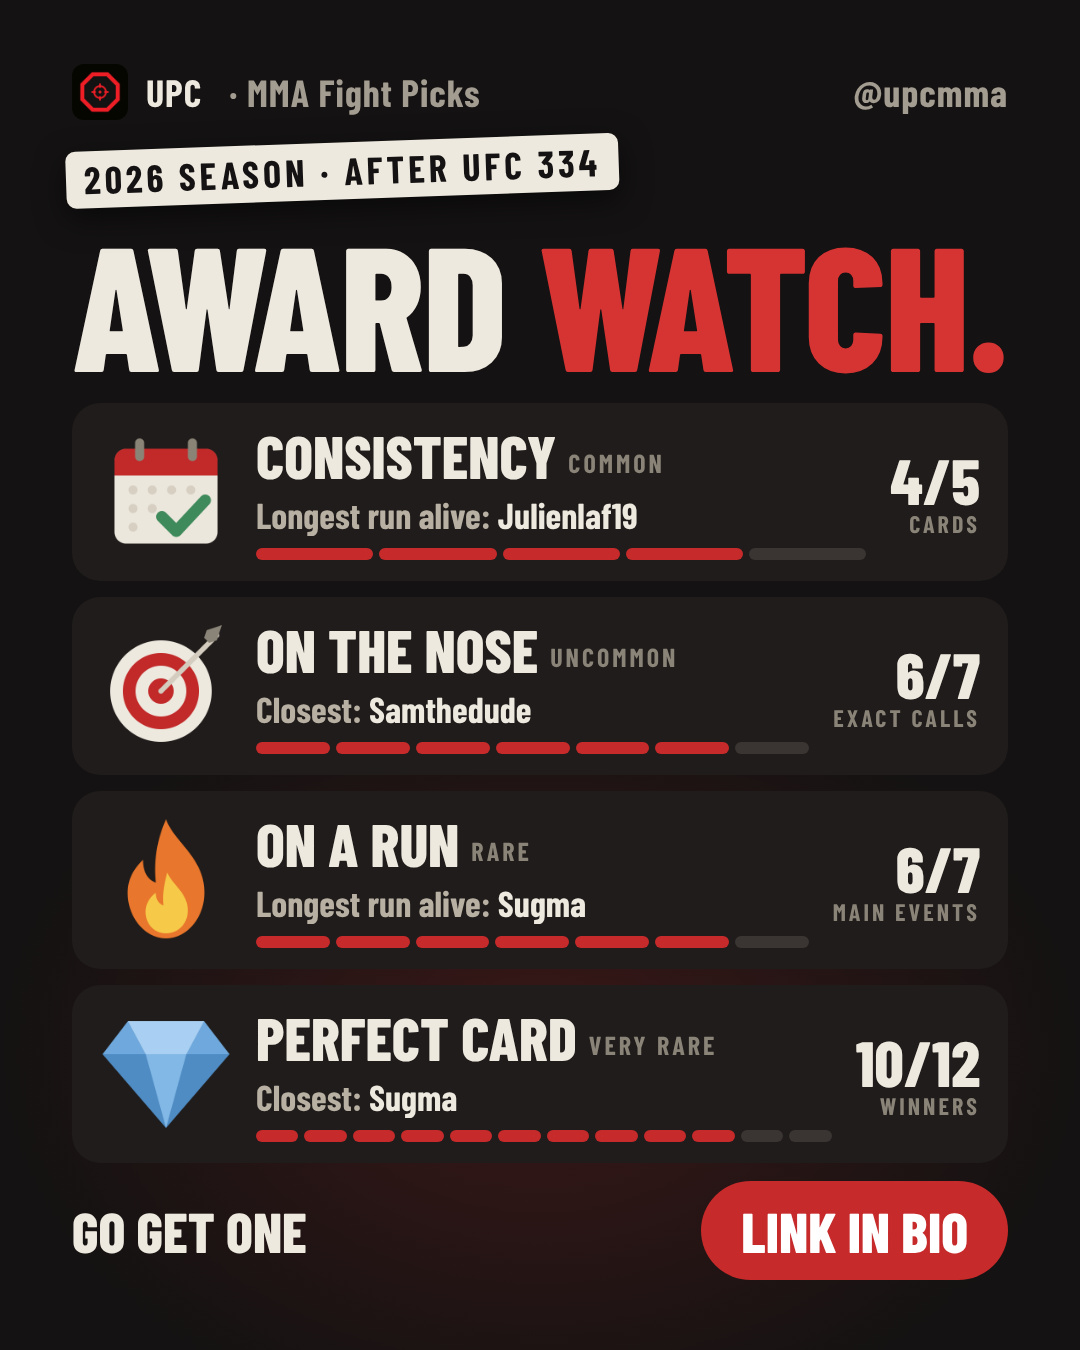 UPC · MMA Fight Picks
@upcmma
2026 SEASON · AFTER UFC 334
AWARD WATCH.
CONSISTENCY COMMON
Longest run alive: Julienlaf19
4/5
CARDS
ON THE NOSE UNCOMMON
Closest: Samthedude
6/7
EXACT CALLS
ON A RUN RARE
Longest run alive: Sugma
6/7
MAIN EVENTS
PERFECT CARD VERY RARE
Closest: Sugma
10/12
WINNERS
GO GET ONE
LINK IN BIO